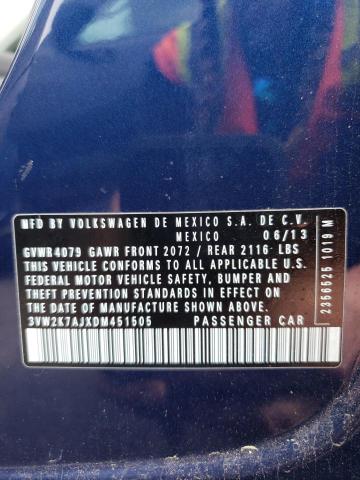 MFD BY VOLKSWAGEN DE MEXICO S.A. DE C.V.
MEXICO 06/13
GVWR4079 GAWR FRONT 2072 / REAR 2116 LBS
THIS VEHICLE CONFORMS TO ALL APPLICABLE U.S.
FEDERAL MOTOR VEHICLE SAFETY, BUMPER, AND
THEFT PREVENTION STANDARDS IN EFFECT ON
THE DATE OF MANUFACTURE SHOWN ABOVE.
3VW2K7AJXDM451505 PASSENGER CAR
2356525 1019 M